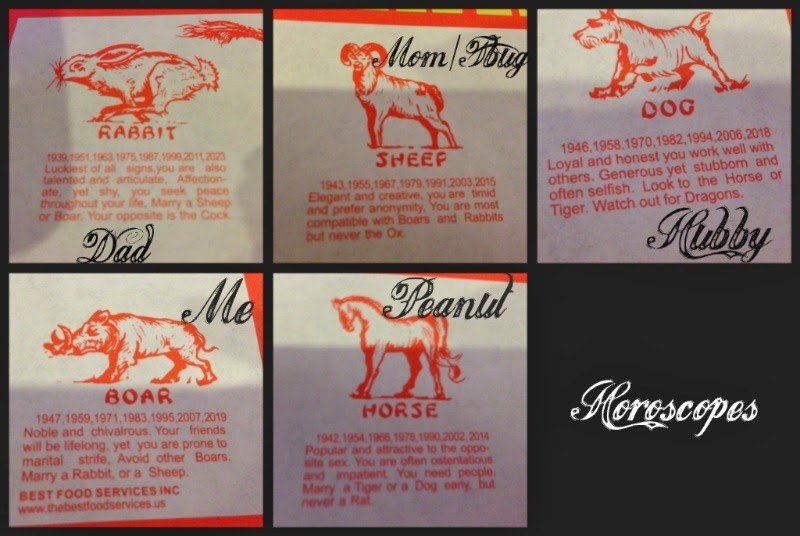 RABBIT
1939,1951,1963,1975,1987,1999,2011,2023
Luckiest of all signs,you are also
talented and articulate. Affection-
ate, yet shy, you seek peace
throughout your life. Marry a Sheep
or Boar. Your opposite is the Cock.
Dad
Mom/Bug
SHEEP
1943,1955,1967,1979,1991,2003,2015
Elegant and creative, you are timid
and prefer anonymity, You are most
compatible with Boars and Rabbits
but never the Ox.
DOG
1946,1958,1970,1982,1994,2006,2018
Loyal and honest you work well with
others. Generous yet stubborn and
often selfish. Look to the Horse or
Tiger. Watch out for Dragons.
Hubby
Me
BOAR
1947,1959,1971,1983,1995,2007,2019
Noble and chivalrous. Your friends
will be lifelong, yet you are prone to
marital strife, Avoid other Boars.
Marry a Rabbit, or a Sheep.
BEST FOOD SERVICES INC
www.thebestfoodservices.us
Peanut
HORSE
1942,1954,1966,1978,1990,2002,2014
Popular and attractive to the oppo-
site sex. You are often ostentatious
and impatient. You need people.
Marry a Tiger or a Dog early, but
never a Rat.
Horoscopes